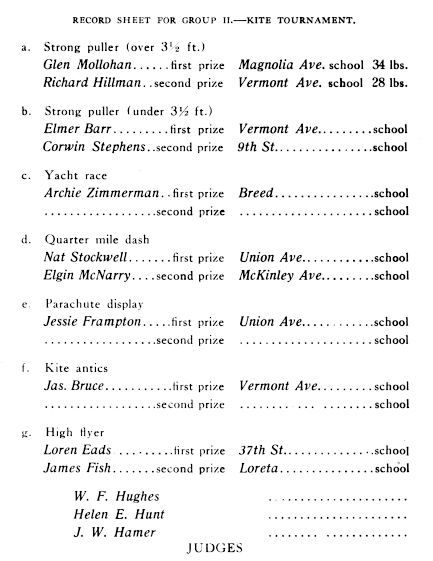 RECORD SHEET FOR GROUP II.—KITE TOURNAMENT.
a. Strong puller (over 3½ ft.)
Glen Mollohan......first prize Magnolia Ave. school 34 lbs.
Richard Hillman..second prize Vermont Ave. school 28 lbs.
b. Strong puller (under 3½ ft.)
Elmer Barr.........first prize Vermont Ave.........school
Corwin Stephens..second prize 9th St................school
c. Yacht race
Archie Zimmerman..first prize Breed................school
..................second prize .....................school
d. Quarter mile dash
Nat Stockwell.......first prize Union Ave...........school
Elgin McNarry....second prize McKinley Ave........school
e. Parachute display
Jessie Frampton.....first prize Union Ave...........school
..................second prize .....................school
f. Kite antics
Jas. Bruce...........first prize Vermont Ave.........school
..................second prize .....................school
g. High flyer
Loren Eads ..........first prize 37th St...............school
James Fish.......second prize Loreta...............school
W. F. Hughes ......................
Helen E. Hunt ......................
J. W. Hamer ......................
JUDGES